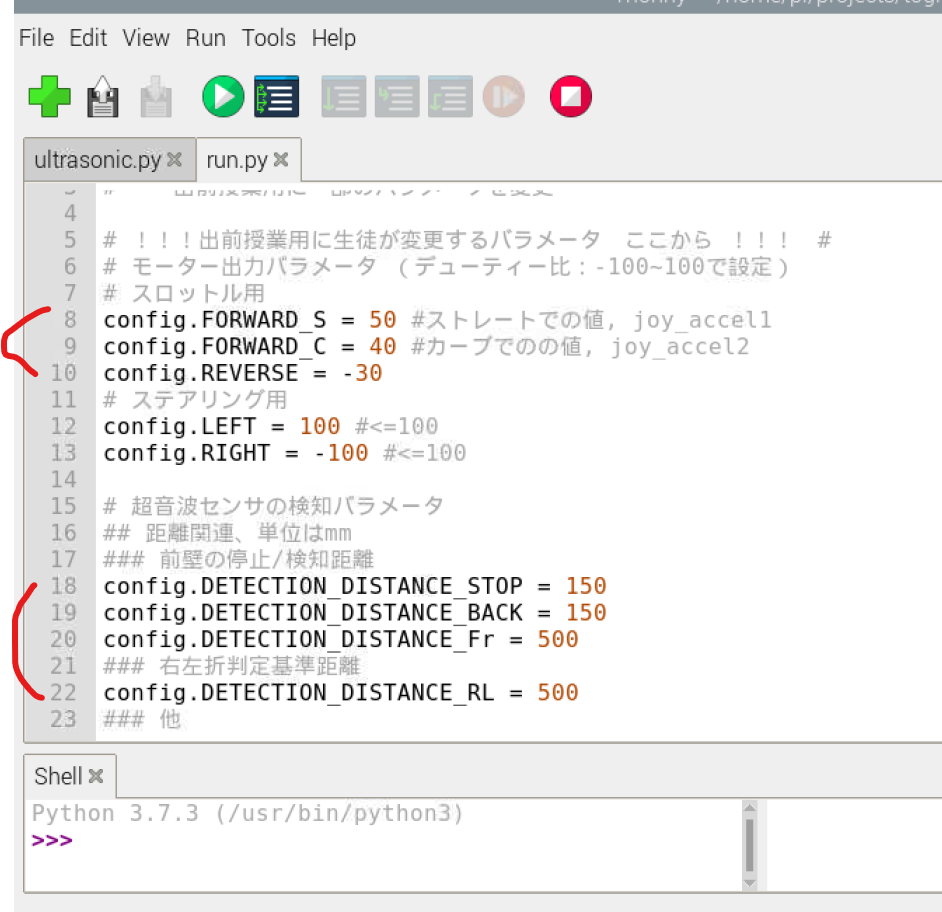 File Edit View Run Tools Help
ultrasonic.py run.py
4
5 # ！！！出前授業用に生徒が変更するパラメータ ここから ！！！ #
6 # モーター出力パラメータ （デューティー比：-100~100で設定）
7 # スロットル用
8 config.FORWARD_S = 50 #ストレートでの値, joy_accel1
9 config.FORWARD_C = 40 #カーブでのの値, joy_accel2
10 config.REVERSE = -30
11 # ステアリング用
12 config.LEFT = 100 #<=100
13 config.RIGHT = -100 #<=100
14
15 # 超音波センサの検知パラメータ
16 ## 距離関連、単位はmm
17 ### 前壁の停止/検知距離
18 config.DETECTION_DISTANCE_STOP = 150
19 config.DETECTION_DISTANCE_BACK = 150
20 config.DETECTION_DISTANCE_Fr = 500
21 ### 右左折判定基準距離
22 config.DETECTION_DISTANCE_RL = 500
23 ### 他
Shell
Python 3.7.3 (/usr/bin/python3)
>>>